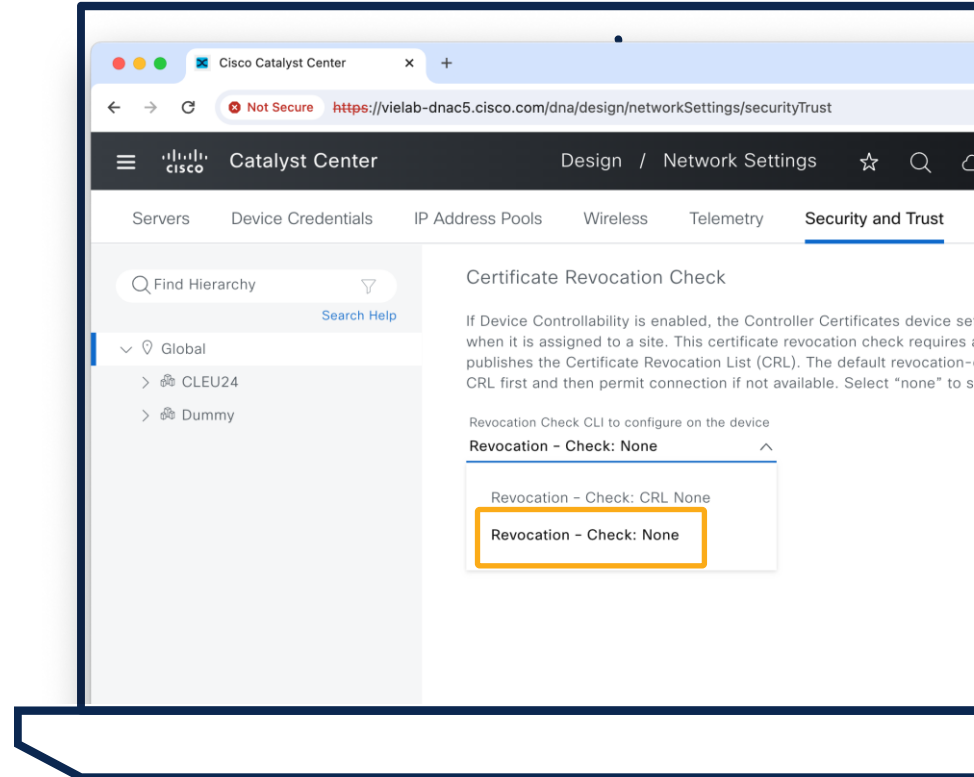 Cisco Catalyst Center
Not Secure https://vielab-dnac5.cisco.com/dna/design/networkSettings/securityTrust
cisco Catalyst Center Design / Network Settings
Servers Device Credentials IP Address Pools Wireless Telemetry Security and Trust
Find Hierarchy
Search Help
Global
CLEU24
Dummy
Certificate Revocation Check
If Device Controllability is enabled, the Controller Certificates device
when it is assigned to a site. This certificate revocation check requires
publishes the Certificate Revocation List (CRL). The default revocation-
CRL first and then permit connection if not available. Select "none" to
Revocation Check CLI to configure on the device
Revocation - Check: None
Revocation - Check: CRL None
Revocation - Check: None